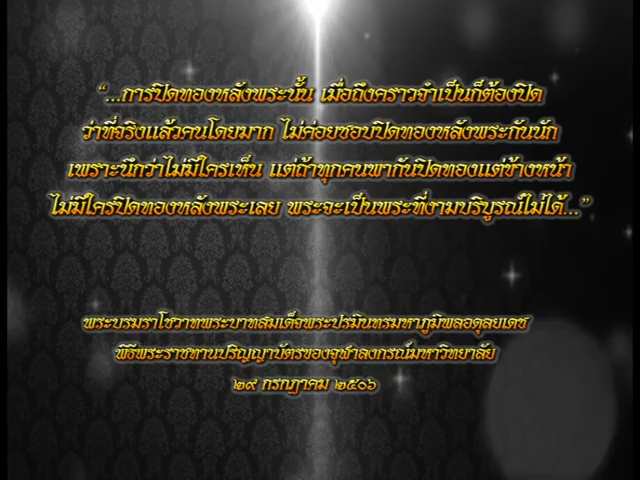 “...การปิดทองหลังพระนั้น เมื่อถึงคราวจำเป็นก็ต้องปิด
ว่าที่จริงแล้วคนโดยมาก ไม่ค่อยชอบปิดทองหลังพระกันนัก
เพราะนึกว่าไม่มีใครเห็น แต่ถ้าทุกคนพากันปิดทองแต่ข้างหน้า
ไม่มีใครปิดทองหลังพระเลย พระจะเป็นพระที่งามบริบูรณ์ไม่ได้...”
พระบรมราโชวาทพระบาทสมเด็จพระปรมินทรมหาภูมิพลอดุลยเดช
พิธีพระราชทานปริญญาบัตรของจุฬาลงกรณ์มหาวิทยาลัย
๒๙ กรกฎาคม ๒๕๐๖